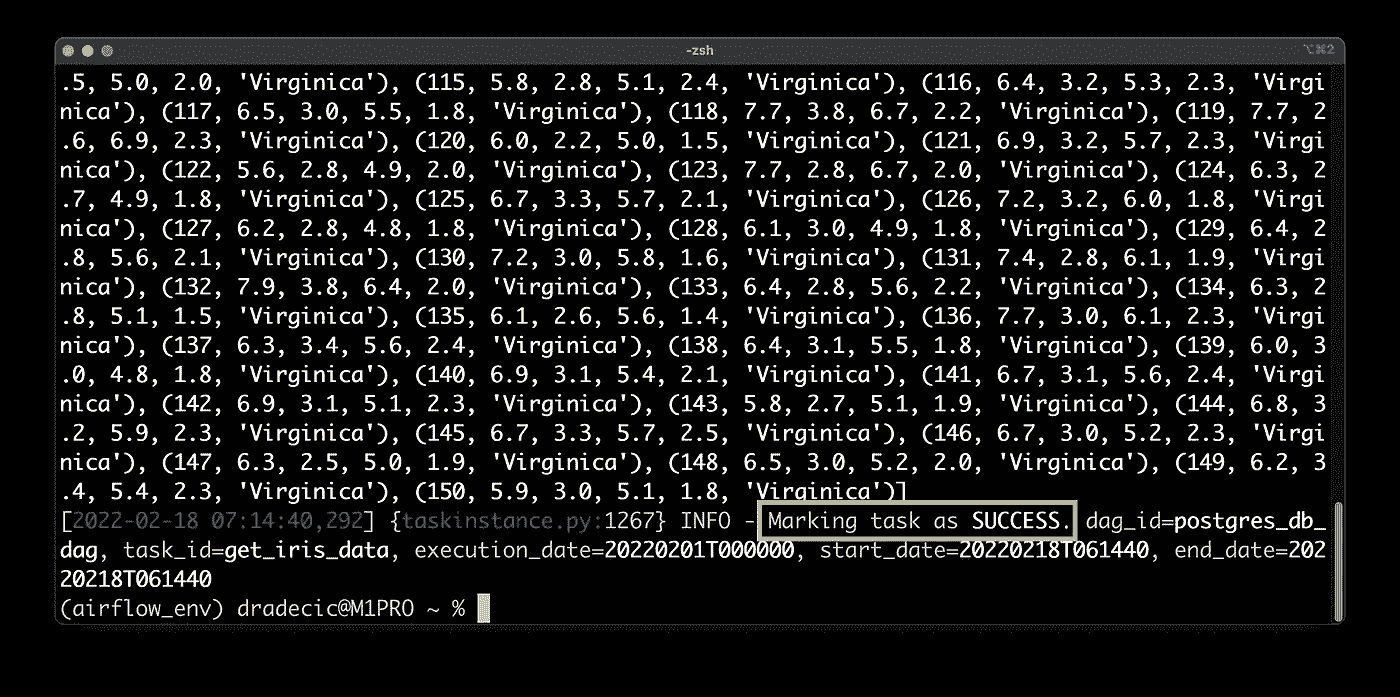 -zsh
⌥⌘2
.5, 5.0, 2.0, 'Virginica'), (115, 5.8, 2.8, 5.1, 2.4, 'Virginica'), (116, 6.4, 3.2, 5.3, 2.3, 'Virgi
nica'), (117, 6.5, 3.0, 5.5, 1.8, 'Virginica'), (118, 7.7, 3.8, 6.7, 2.2, 'Virginica'), (119, 7.7, 2
.6, 6.9, 2.3, 'Virginica'), (120, 6.0, 2.2, 5.0, 1.5, 'Virginica'), (121, 6.9, 3.2, 5.7, 2.3, 'Virgi
nica'), (122, 5.6, 2.8, 4.9, 2.0, 'Virginica'), (123, 7.7, 2.8, 6.7, 2.0, 'Virginica'), (124, 6.3, 2
.7, 4.9, 1.8, 'Virginica'), (125, 6.7, 3.3, 5.7, 2.1, 'Virginica'), (126, 7.2, 3.2, 6.0, 1.8, 'Virgi
nica'), (127, 6.2, 2.8, 4.8, 1.8, 'Virginica'), (128, 6.1, 3.0, 4.9, 1.8, 'Virginica'), (129, 6.4, 2
.8, 5.6, 2.1, 'Virginica'), (130, 7.2, 3.0, 5.8, 1.6, 'Virginica'), (131, 7.4, 2.8, 6.1, 1.9, 'Virgi
nica'), (132, 7.9, 3.8, 6.4, 2.0, 'Virginica'), (133, 6.4, 2.8, 5.6, 2.2, 'Virginica'), (134, 6.3, 2
.8, 5.1, 1.5, 'Virginica'), (135, 6.1, 2.6, 5.6, 1.4, 'Virginica'), (136, 7.7, 3.0, 6.1, 2.3, 'Virgi
nica'), (137, 6.3, 3.4, 5.6, 2.4, 'Virginica'), (138, 6.4, 3.1, 5.5, 1.8, 'Virginica'), (139, 6.0, 3
.0, 4.8, 1.8, 'Virginica'), (140, 6.9, 3.1, 5.4, 2.1, 'Virginica'), (141, 6.7, 3.1, 5.6, 2.4, 'Virgi
nica'), (142, 6.9, 3.1, 5.1, 2.3, 'Virginica'), (143, 5.8, 2.7, 5.1, 1.9, 'Virginica'), (144, 6.8, 3
.2, 5.9, 2.3, 'Virginica'), (145, 6.7, 3.3, 5.7, 2.5, 'Virginica'), (146, 6.7, 3.0, 5.2, 2.3, 'Virgi
nica'), (147, 6.3, 2.5, 5.0, 1.9, 'Virginica'), (148, 6.5, 3.0, 5.2, 2.0, 'Virginica'), (149, 6.2, 3
.4, 5.4, 2.3, 'Virginica'), (150, 5.9, 3.0, 5.1, 1.8, 'Virginica')]
[2022-02-18 07:14:40,292] {taskinstance.py:1267} INFO - Marking task as SUCCESS. dag_id=postgres_db_
dag, task_id=get_iris_data, execution_date=20220201T000000, start_date=20220218T061440, end_date=202
20218T061440
(airflow_env) dradecic@M1PRO ~ %